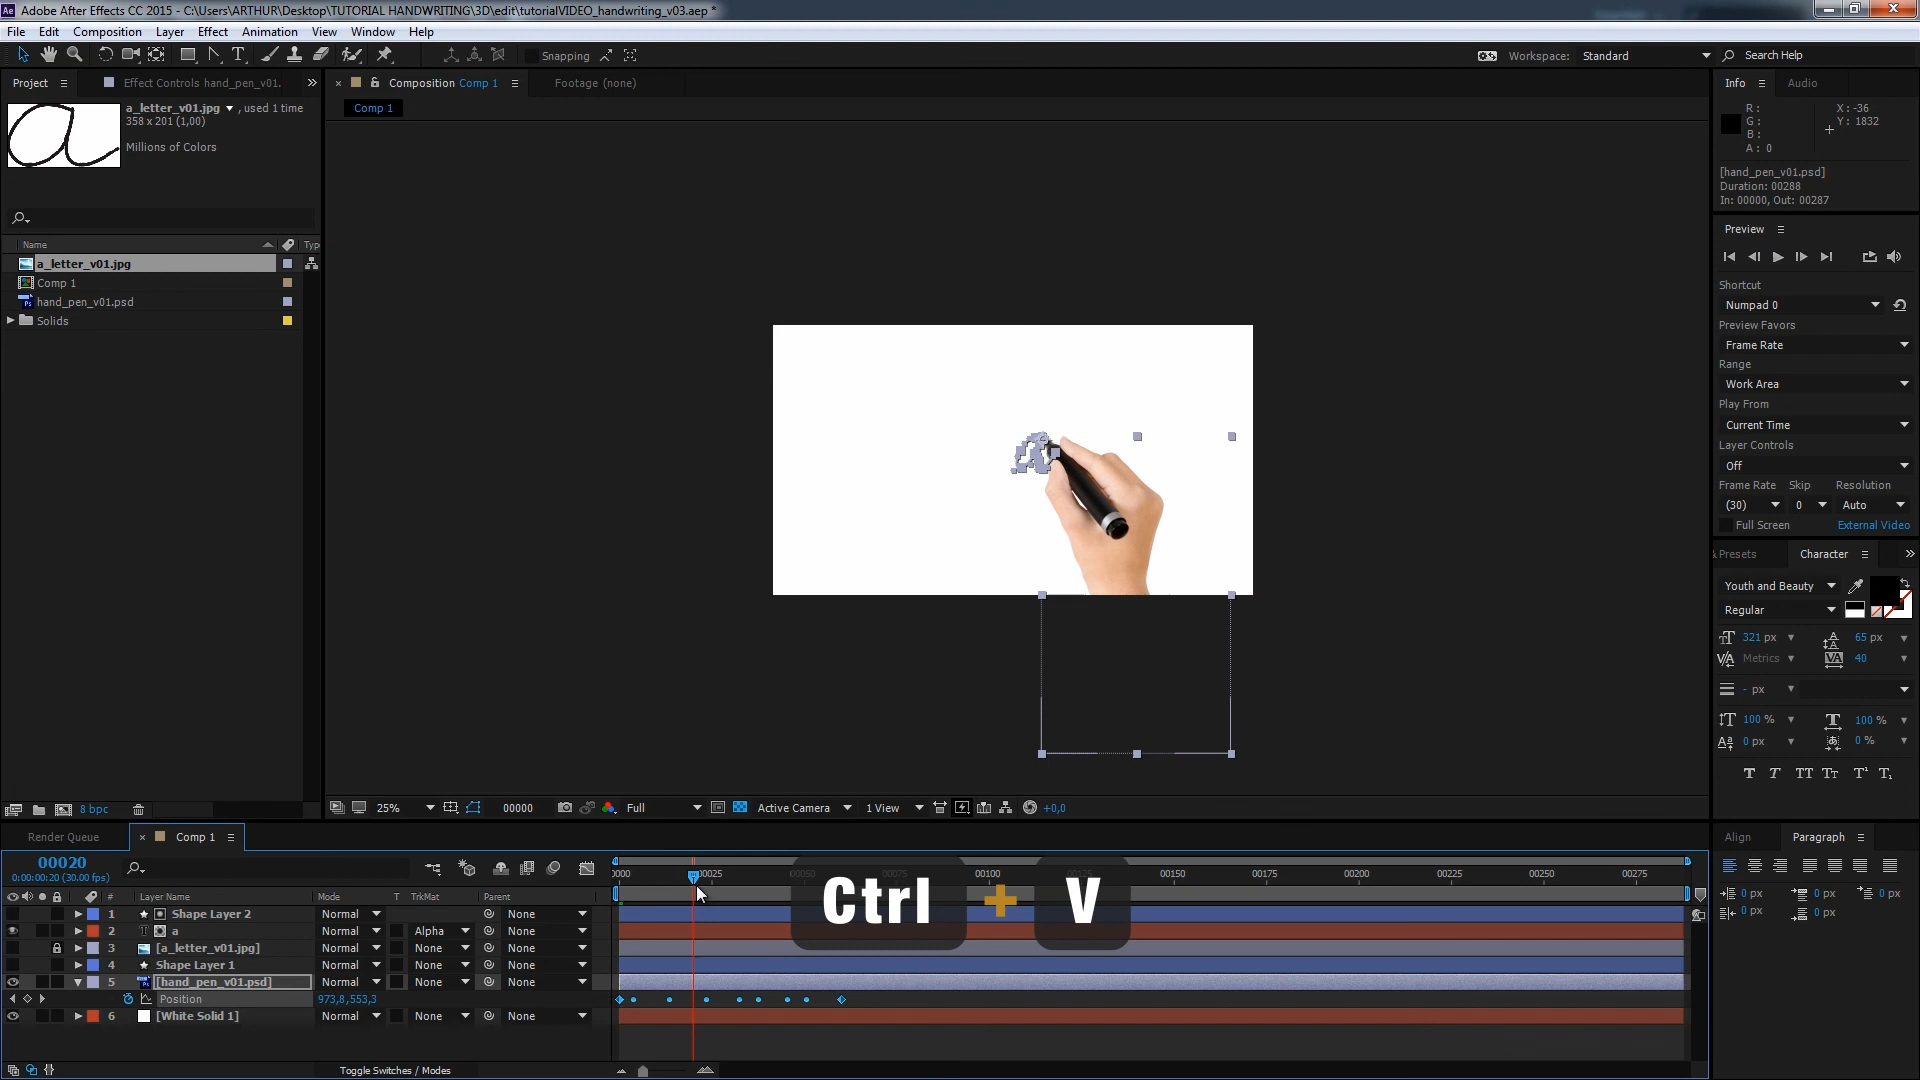 Adobe After Effects CC 2015 - C:\Users\ARTHUR\Desktop\TUTORIAL HANDWRITING\3D\edit\tutorialVIDEO_handwriting_v03.aep *
File Edit Composition Layer Effect Animation View Window Help
Snapping
Workspace: Standard
Search Help
Project
Effect Controls hand_pen_v01.
a_letter_v01.jpg , used 1 time
358 x 201 (1,00)
Millions of Colors
Name
Typ
a_letter_v01.jpg
Comp 1
hand_pen_v01.psd
Solids
8 bpc
Composition Comp 1
Footage (none)
Comp 1
25%
00000
Full
Active Camera
1 View
+0,0
Info
Audio
R :
G :
B :
A : 0
X : -36
Y : 1832
[hand_pen_v01.psd]
Duration: 00288
In: 00000, Out: 00287
Preview
Shortcut
Numpad 0
Preview Favors
Frame Rate
Range
Work Area
Play From
Current Time
Layer Controls
Off
Frame Rate Skip Resolution
(30) 0 Auto
Full Screen External Video
& Presets
Character
Youth and Beauty
Regular
321 px
65 px
Metrics
40
- px
100 %
100 %
0 px
0 %
Align
Paragraph
0 px
0 px
0 px
0 px
0 px
Render Queue
Comp 1
00020
0:00:00:20 (30.00 fps)
# Layer Name Mode T TrkMat Parent
1 Shape Layer 2 Normal None
2 a Normal Alpha None
3 [a_letter_v01.jpg] Normal None None
4 Shape Layer 1 Normal None None
5 [hand_pen_v01.psd] Normal None None
Position 973,8,553,3
6 [White Solid 1] Normal None None
Toggle Switches / Modes
0000 00025 00100 00150 00175 00200 00225 00250 00275
Ctrl + V